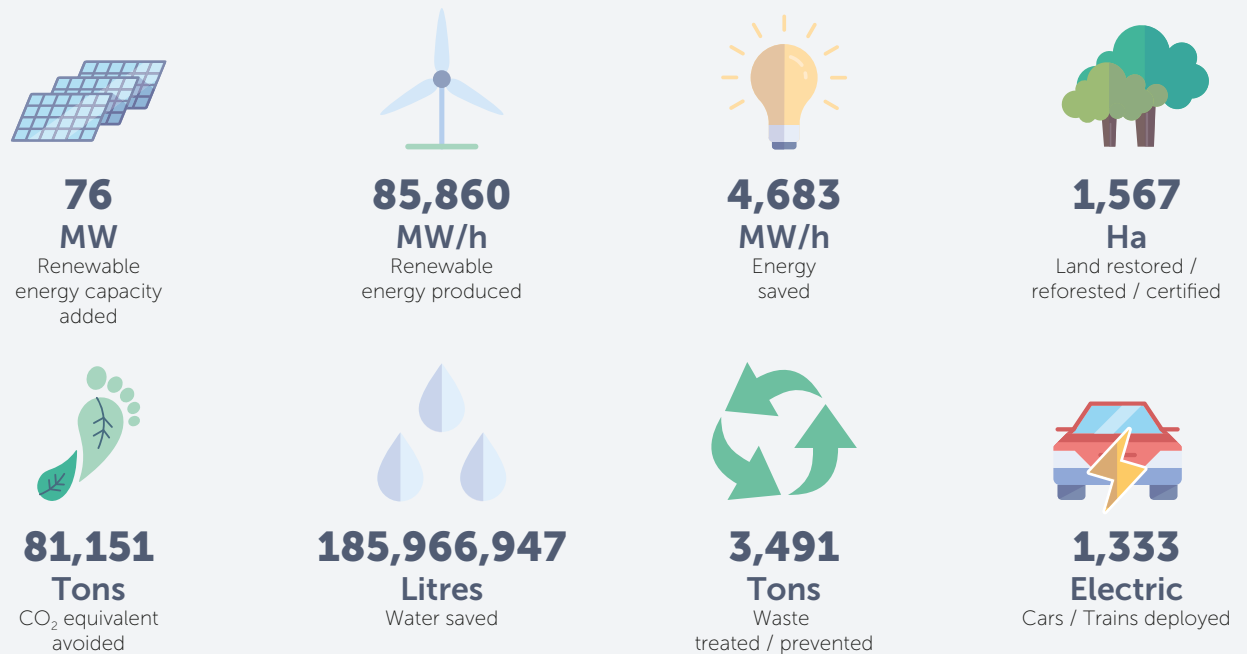 76
MW
Renewable
energy capacity
added
85,860
MW/h
Renewable
energy produced
4,683
MW/h
Energy
saved
1,567
Ha
Land restored /
reforested / certified
81,151
Tons
CO₂ equivalent
avoided
185,966,947
Litres
Water saved
3,491
Tons
Waste
treated / prevented
1,333
Electric
Cars / Trains deployed